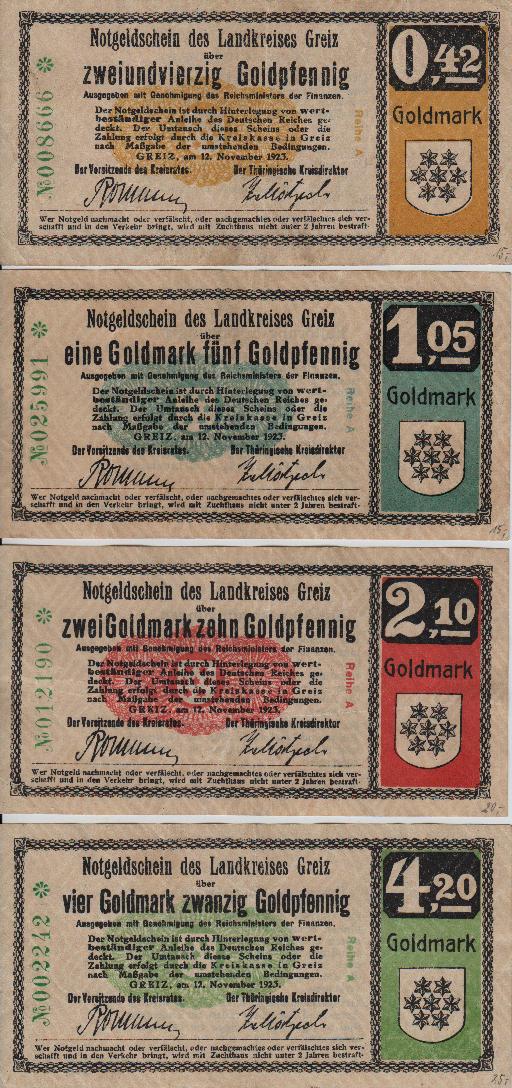 Notgeldschein des Landkreises Greiz
über
zweiundvierzig Goldpfennig
Ausgegeben mit Genehmigung des Reichsministers der Finanzen.
Der Notgeldschein ist durch Hinterlegung von wert-
beständiger Anleihe des Deutschen Reiches ge-
deckt. Der Umtausch dieses Scheins oder die
Zahlung erfolgt durch die Kreiskasse in Greiz
nach Maßgabe der umstehenden Bedingungen.
GREIZ, am 12. November 1923.
Der Vorsitzende des Kreisrates. Der Thüringische Kreisdirektor
Wer Notgeld nachmacht oder verfälscht, oder nachgemachtes oder verfälschtes sich ver-
schafft und in den Verkehr bringt, wird mit Zuchthaus nicht unter 2 Jahren bestraft.
№008666 *
Reihe A
0,42
Goldmark
15,-
Notgeldschein des Landkreises Greiz
über
eine Goldmark fünf Goldpfennig
Ausgegeben mit Genehmigung des Reichsministers der Finanzen.
Der Notgeldschein ist durch Hinterlegung von wert-
beständiger Anleihe des Deutschen Reiches ge-
deckt. Der Umtausch dieses Scheins oder die
Zahlung erfolgt durch die Kreiskasse in Greiz
nach Maßgabe der umstehenden Bedingungen.
GREIZ, am 12. November 1923.
Der Vorsitzende des Kreisrates. Der Thüringische Kreisdirektor
Wer Notgeld nachmacht oder verfälscht, oder nachgemachtes oder verfälschtes sich ver-
schafft und in den Verkehr bringt, wird mit Zuchthaus nicht unter 2 Jahren bestraft.
№025991 *
Reihe A
1,05
Goldmark
15,-
Notgeldschein des Landkreises Greiz
über
zwei Goldmark zehn Goldpfennig
Ausgegeben mit Genehmigung des Reichsministers der Finanzen.
Der Notgeldschein ist durch Hinterlegung von wert-
beständiger Anleihe des Deutschen Reiches ge-
deckt. Der Umtausch dieses Scheins oder die
Zahlung erfolgt durch die Kreiskasse in Greiz
nach Maßgabe der umstehenden Bedingungen.
GREIZ, am 12. November 1923.
Der Vorsitzende des Kreisrates. Der Thüringische Kreisdirektor
Wer Notgeld nachmacht oder verfälscht, oder nachgemachtes oder verfälschtes sich ver-
schafft und in den Verkehr bringt, wird mit Zuchthaus nicht unter 2 Jahren bestraft.
№012190 *
Reihe A
2,10
Goldmark
20,-
Notgeldschein des Landkreises Greiz
über
vier Goldmark zwanzig Goldpfennig
Ausgegeben mit Genehmigung des Reichsministers der Finanzen.
Der Notgeldschein ist durch Hinterlegung von wert-
beständiger Anleihe des Deutschen Reiches ge-
deckt. Der Umtausch dieses Scheins oder die
Zahlung erfolgt durch die Kreiskasse in Greiz
nach Maßgabe der umstehenden Bedingungen.
GREIZ, am 12. November 1923.
Der Vorsitzende des Kreisrates. Der Thüringische Kreisdirektor
Wer Notgeld nachmacht oder verfälscht, oder nachgemachtes oder verfälschtes sich ver-
schafft und in den Verkehr bringt, wird mit Zuchthaus nicht unter 2 Jahren bestraft.
№002242 *
Reihe A
4,20
Goldmark